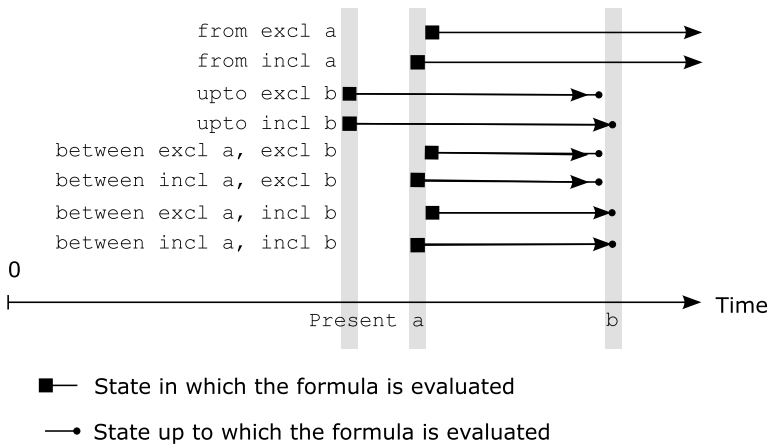 from excl a
from incl a
upto excl b
upto incl b
between excl a, excl b
between incl a, excl b
between excl a, incl b
between incl a, incl b
0
Time
Present a b
State in which the formula is evaluated
State up to which the formula is evaluated